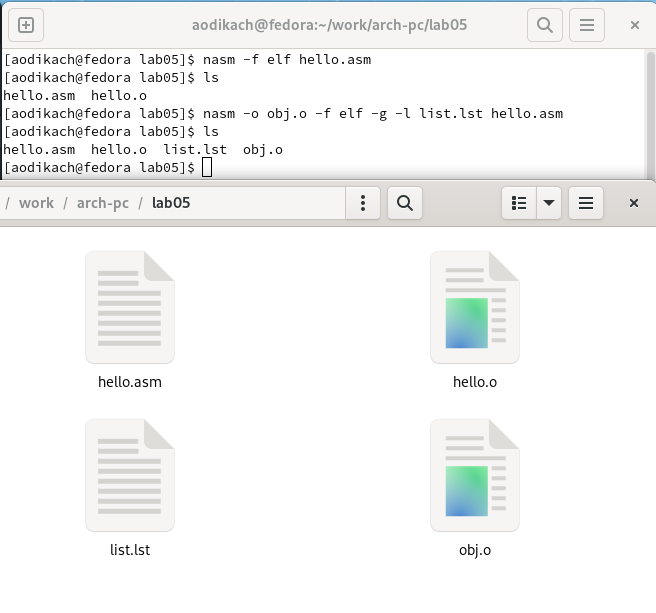 aodikach@fedora:~/work/arch-pc/lab05
[aodikach@fedora lab05]$ nasm -f elf hello.asm
[aodikach@fedora lab05]$ ls
hello.asm  hello.o
[aodikach@fedora lab05]$ nasm -o obj.o -f elf -g -l list.lst hello.asm
[aodikach@fedora lab05]$ ls
hello.asm  hello.o  list.lst  obj.o
[aodikach@fedora lab05]$
/ work / arch-pc / lab05
hello.asm
hello.o
list.lst
obj.o